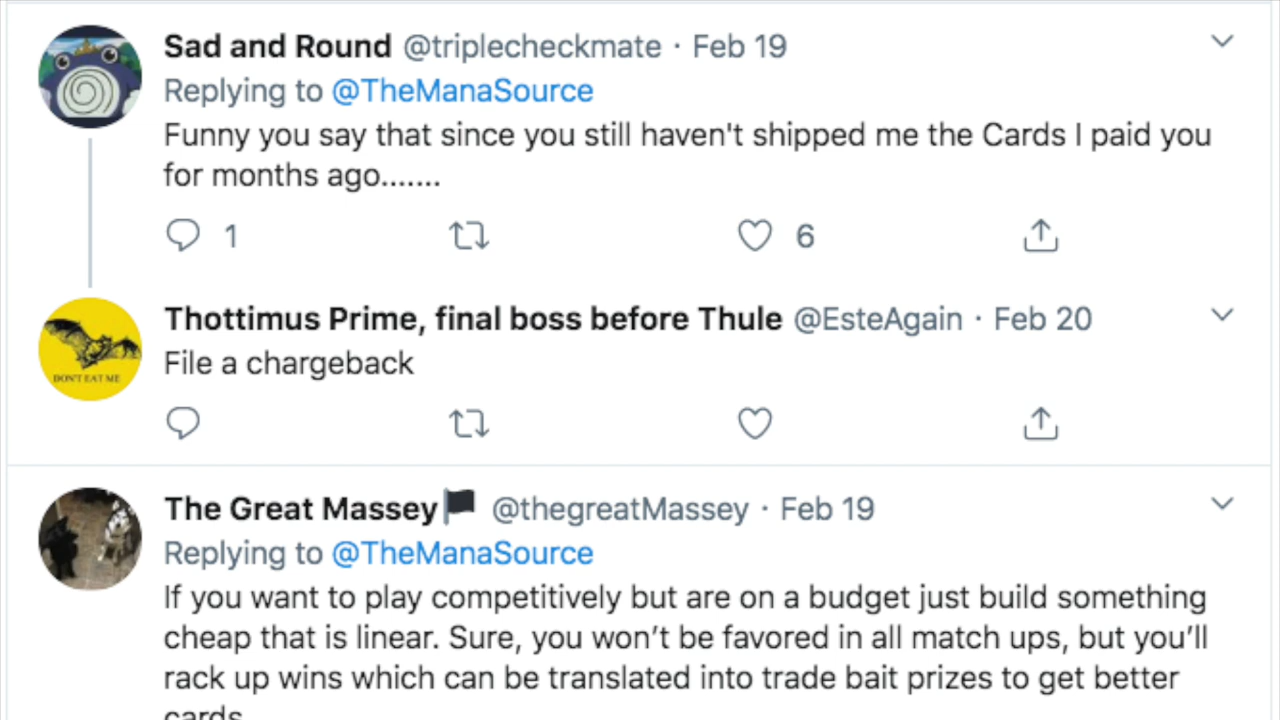 Sad and Round @triplecheckmate · Feb 19
Replying to @TheManaSource
Funny you say that since you still haven't shipped me the Cards I paid you
for months ago.......
1
6
Thottimus Prime, final boss before Thule @EsteAgain · Feb 20
File a chargeback
DON'T EAT ME
The Great Massey🏴 @thegreatMassey · Feb 19
Replying to @TheManaSource
If you want to play competitively but are on a budget just build something
cheap that is linear. Sure, you won’t be favored in all match ups, but you’ll
rack up wins which can be translated into trade bait prizes to get better
cards